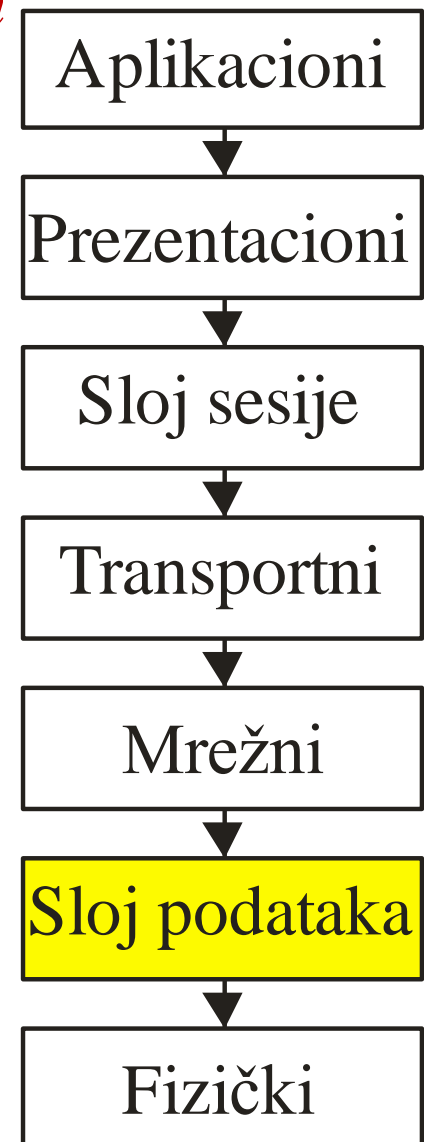 Aplikacioni
Prezentacioni
Sloj sesije
Transportni
Mrežni
Sloj podataka
Fizički